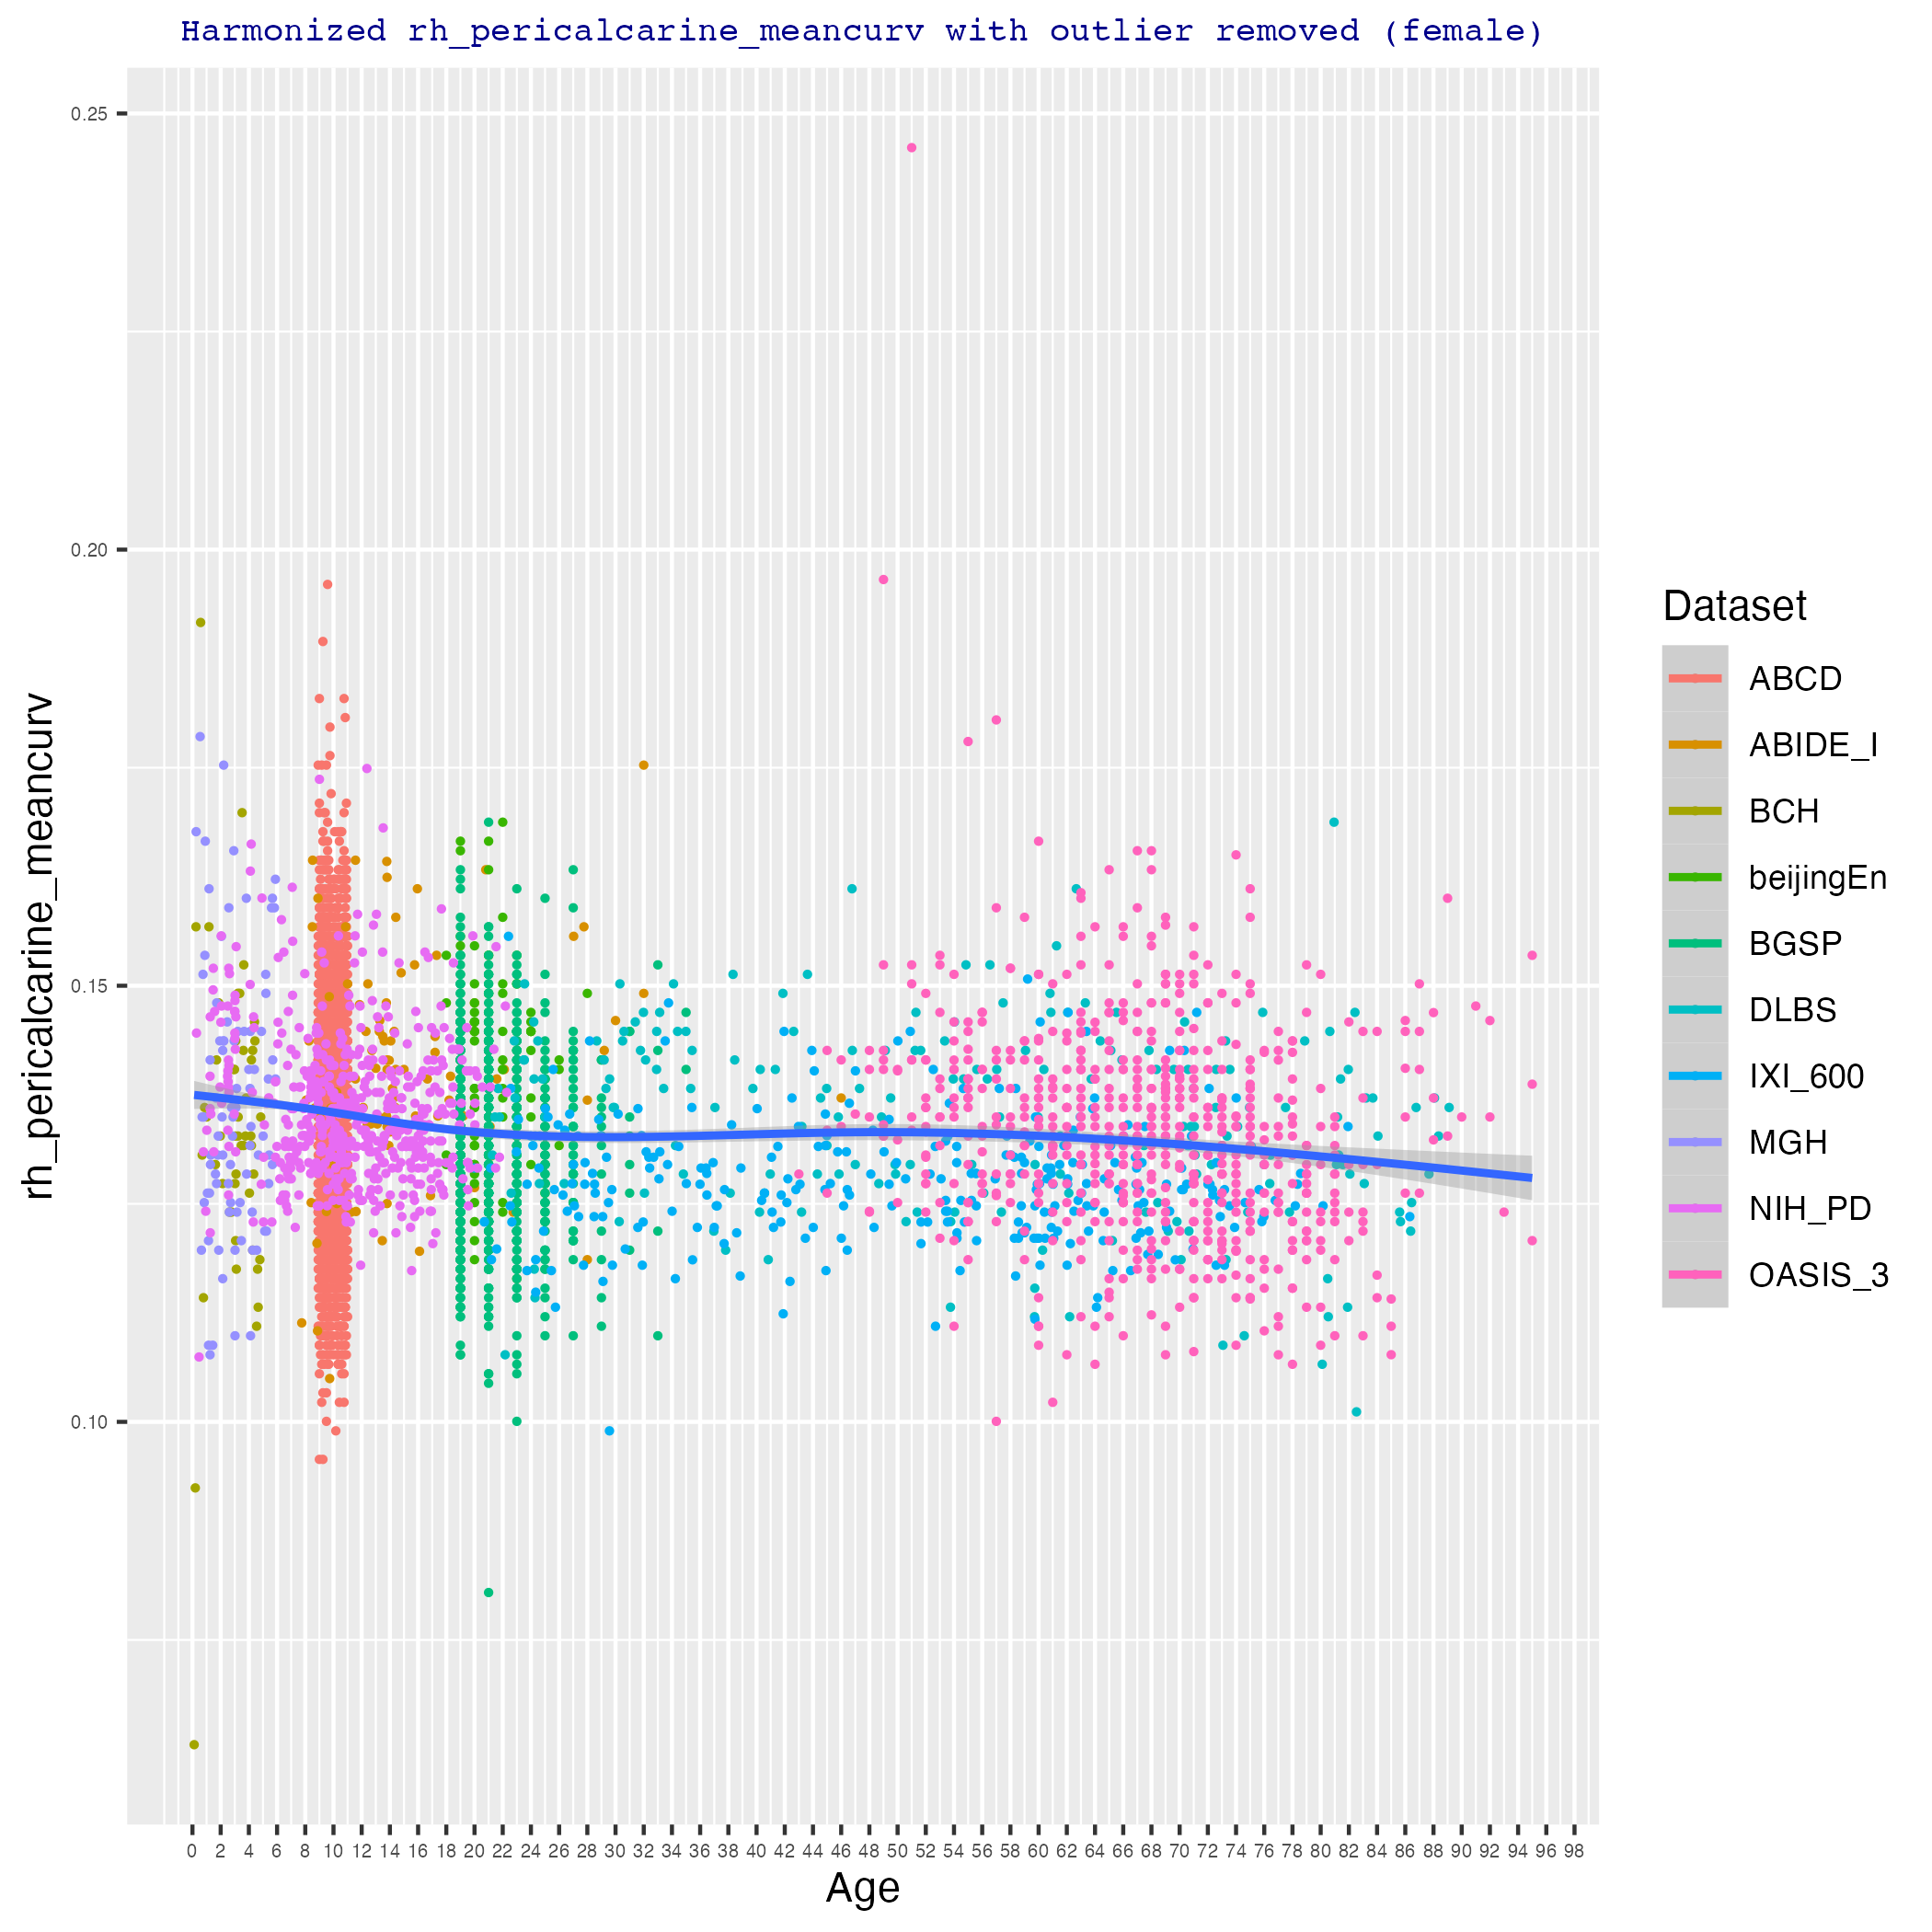 Harmonized rh_pericalcarine_meancurv with outlier removed (female)
rh_pericalcarine_meancurv
0.25
0.20
0.15
0.10
0 2 4 6 8 10 12 14 16 18 20 22 24 26 28 30 32 34 36 38 40 42 44 46 48 50 52 54 56 58 60 62 64 66 68 70 72 74 76 78 80 82 84 86 88 90 92 94 96 98
Age
Dataset
ABCD
ABIDE_I
BCH
beijingEn
BGSP
DLBS
IXI_600
MGH
NIH_PD
OASIS_3